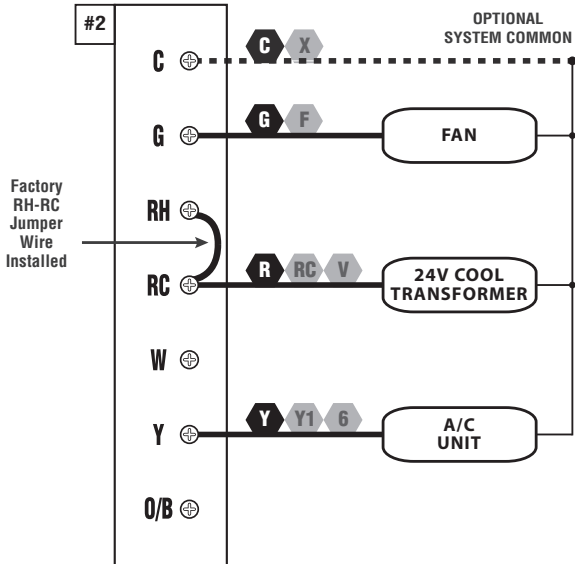 #2
OPTIONAL
SYSTEM COMMON
C
C X
G
G F
FAN
Factory
RH-RC
Jumper
Wire
Installed
RH
RC
R RC V
24V COOL
TRANSFORMER
W
Y
Y Y1 6
A/C
UNIT
O/B